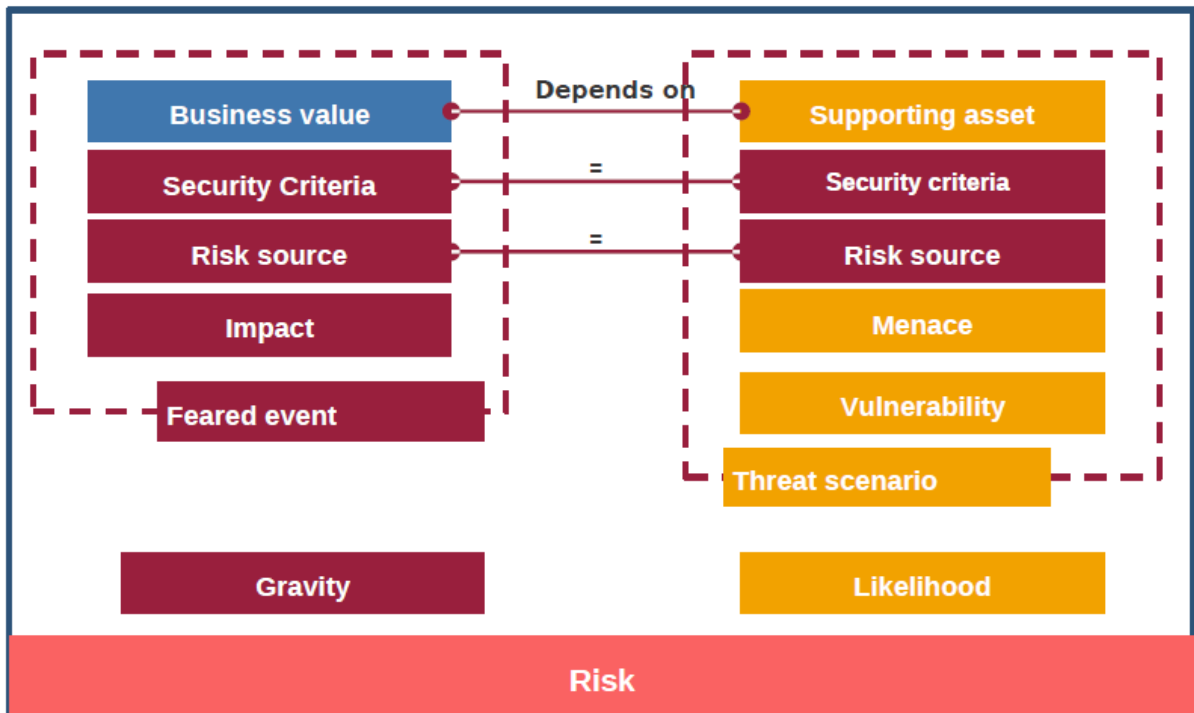 Depends on
Business value
Supporting asset
=
Security Criteria
Security criteria
=
Risk source
Risk source
Impact
Menace
Feared event
Vulnerability
Threat scenario
Gravity
Likelihood
Risk